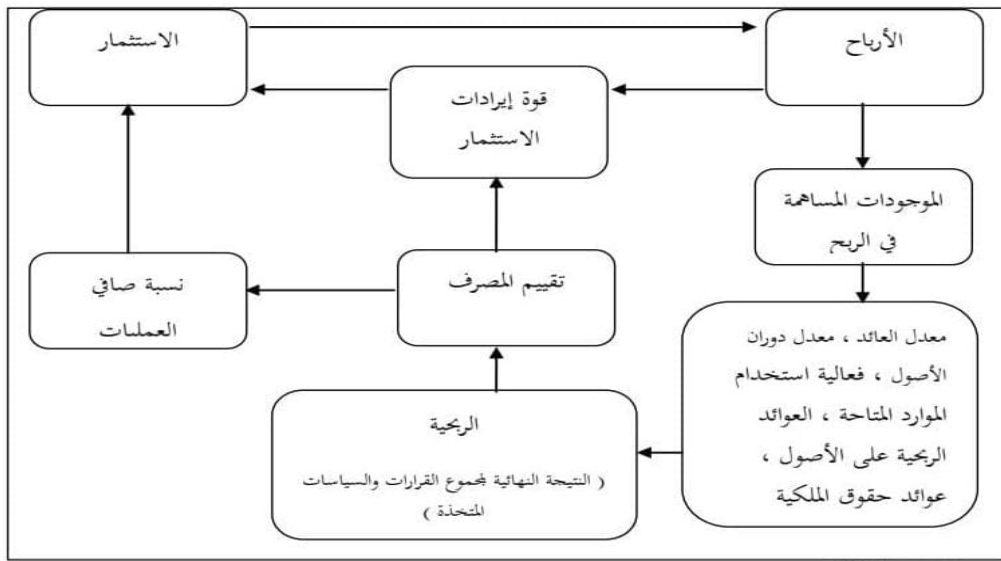 الأرباح
الاستثمار
قوة إيرادات
الاستثمار
الموجودات المساهمة
في الربح
تقييم المصرف
نسبة صافي
العمليات
معدل العائد ، معدل دوران
الأصول ، فعالية استخدام
الموارد المتاحة ، العوائد
الربحية على الأصول ،
عوائد حقوق الملكية
الربحية
( النتيجة النهائية لمجموع القرارات والسياسات
المتخذة )